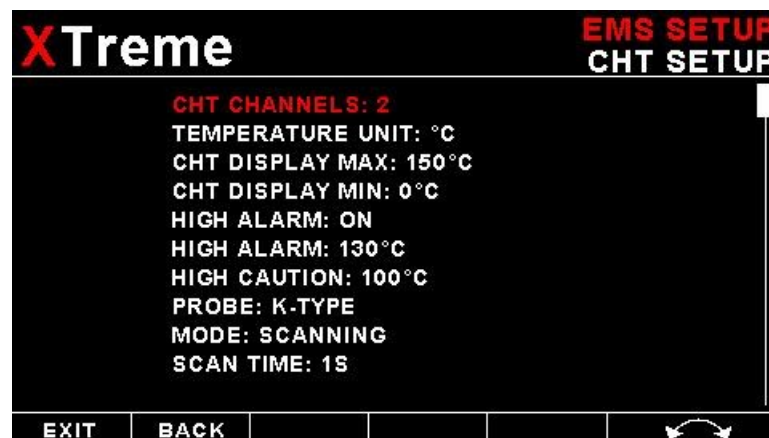 XTreme
EMS SETUP
CHT SETUP
CHT CHANNELS: 2
TEMPERATURE UNIT: °C
CHT DISPLAY MAX: 150°C
CHT DISPLAY MIN: 0°C
HIGH ALARM: ON
HIGH ALARM: 130°C
HIGH CAUTION: 100°C
PROBE: K-TYPE
MODE: SCANNING
SCAN TIME: 1S
EXIT BACK